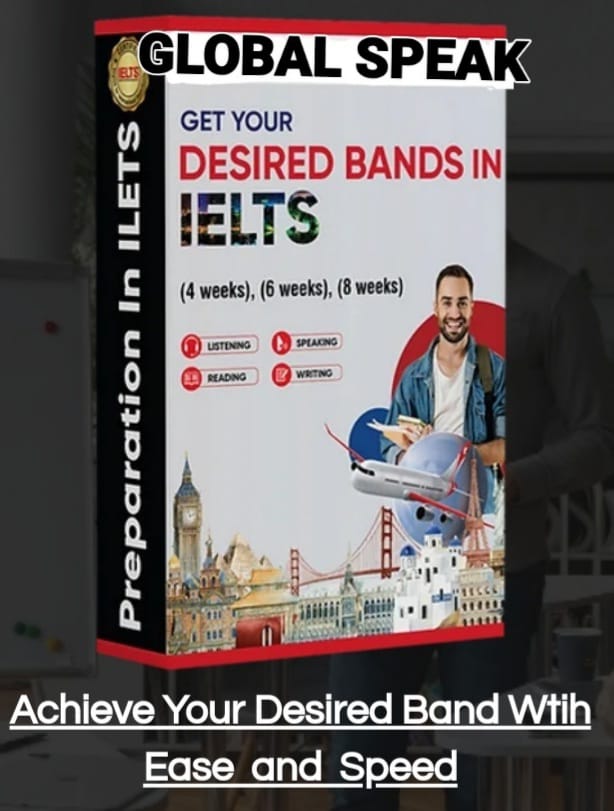 GLOBAL SPEAK
IELTS
GET YOUR
DESIRED BANDS IN
IELTS
(4 weeks), (6 weeks), (8 weeks)
LISTENING
SPEAKING
READING
WRITING
Preparation In ILETS
Achieve Your Desired Band Wtih
Ease and Speed